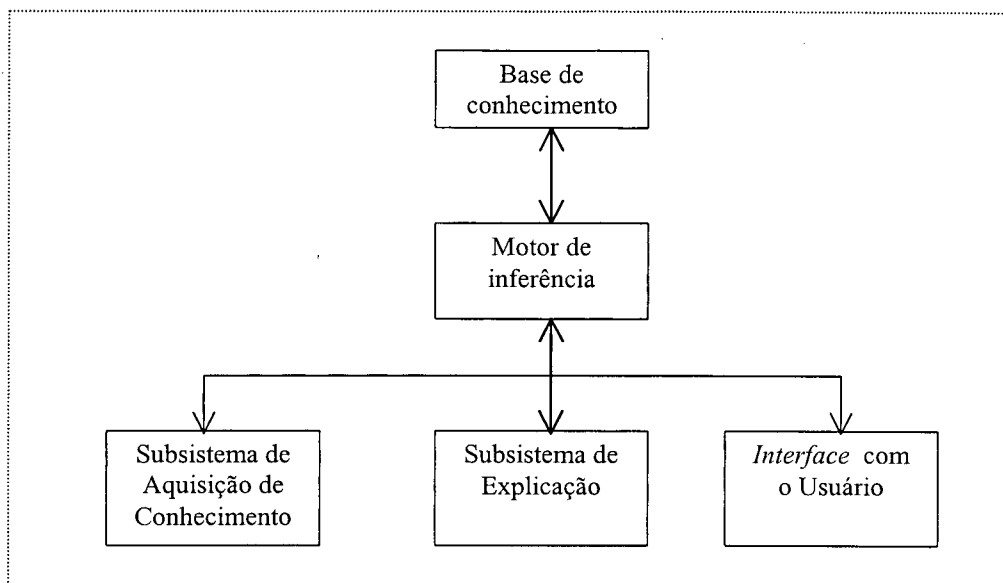 Base de
conhecimento
Motor de
inferência
Subsistema de
Aquisição de
Conhecimento
Subsistema de
Explicação
Interface com
o Usuário